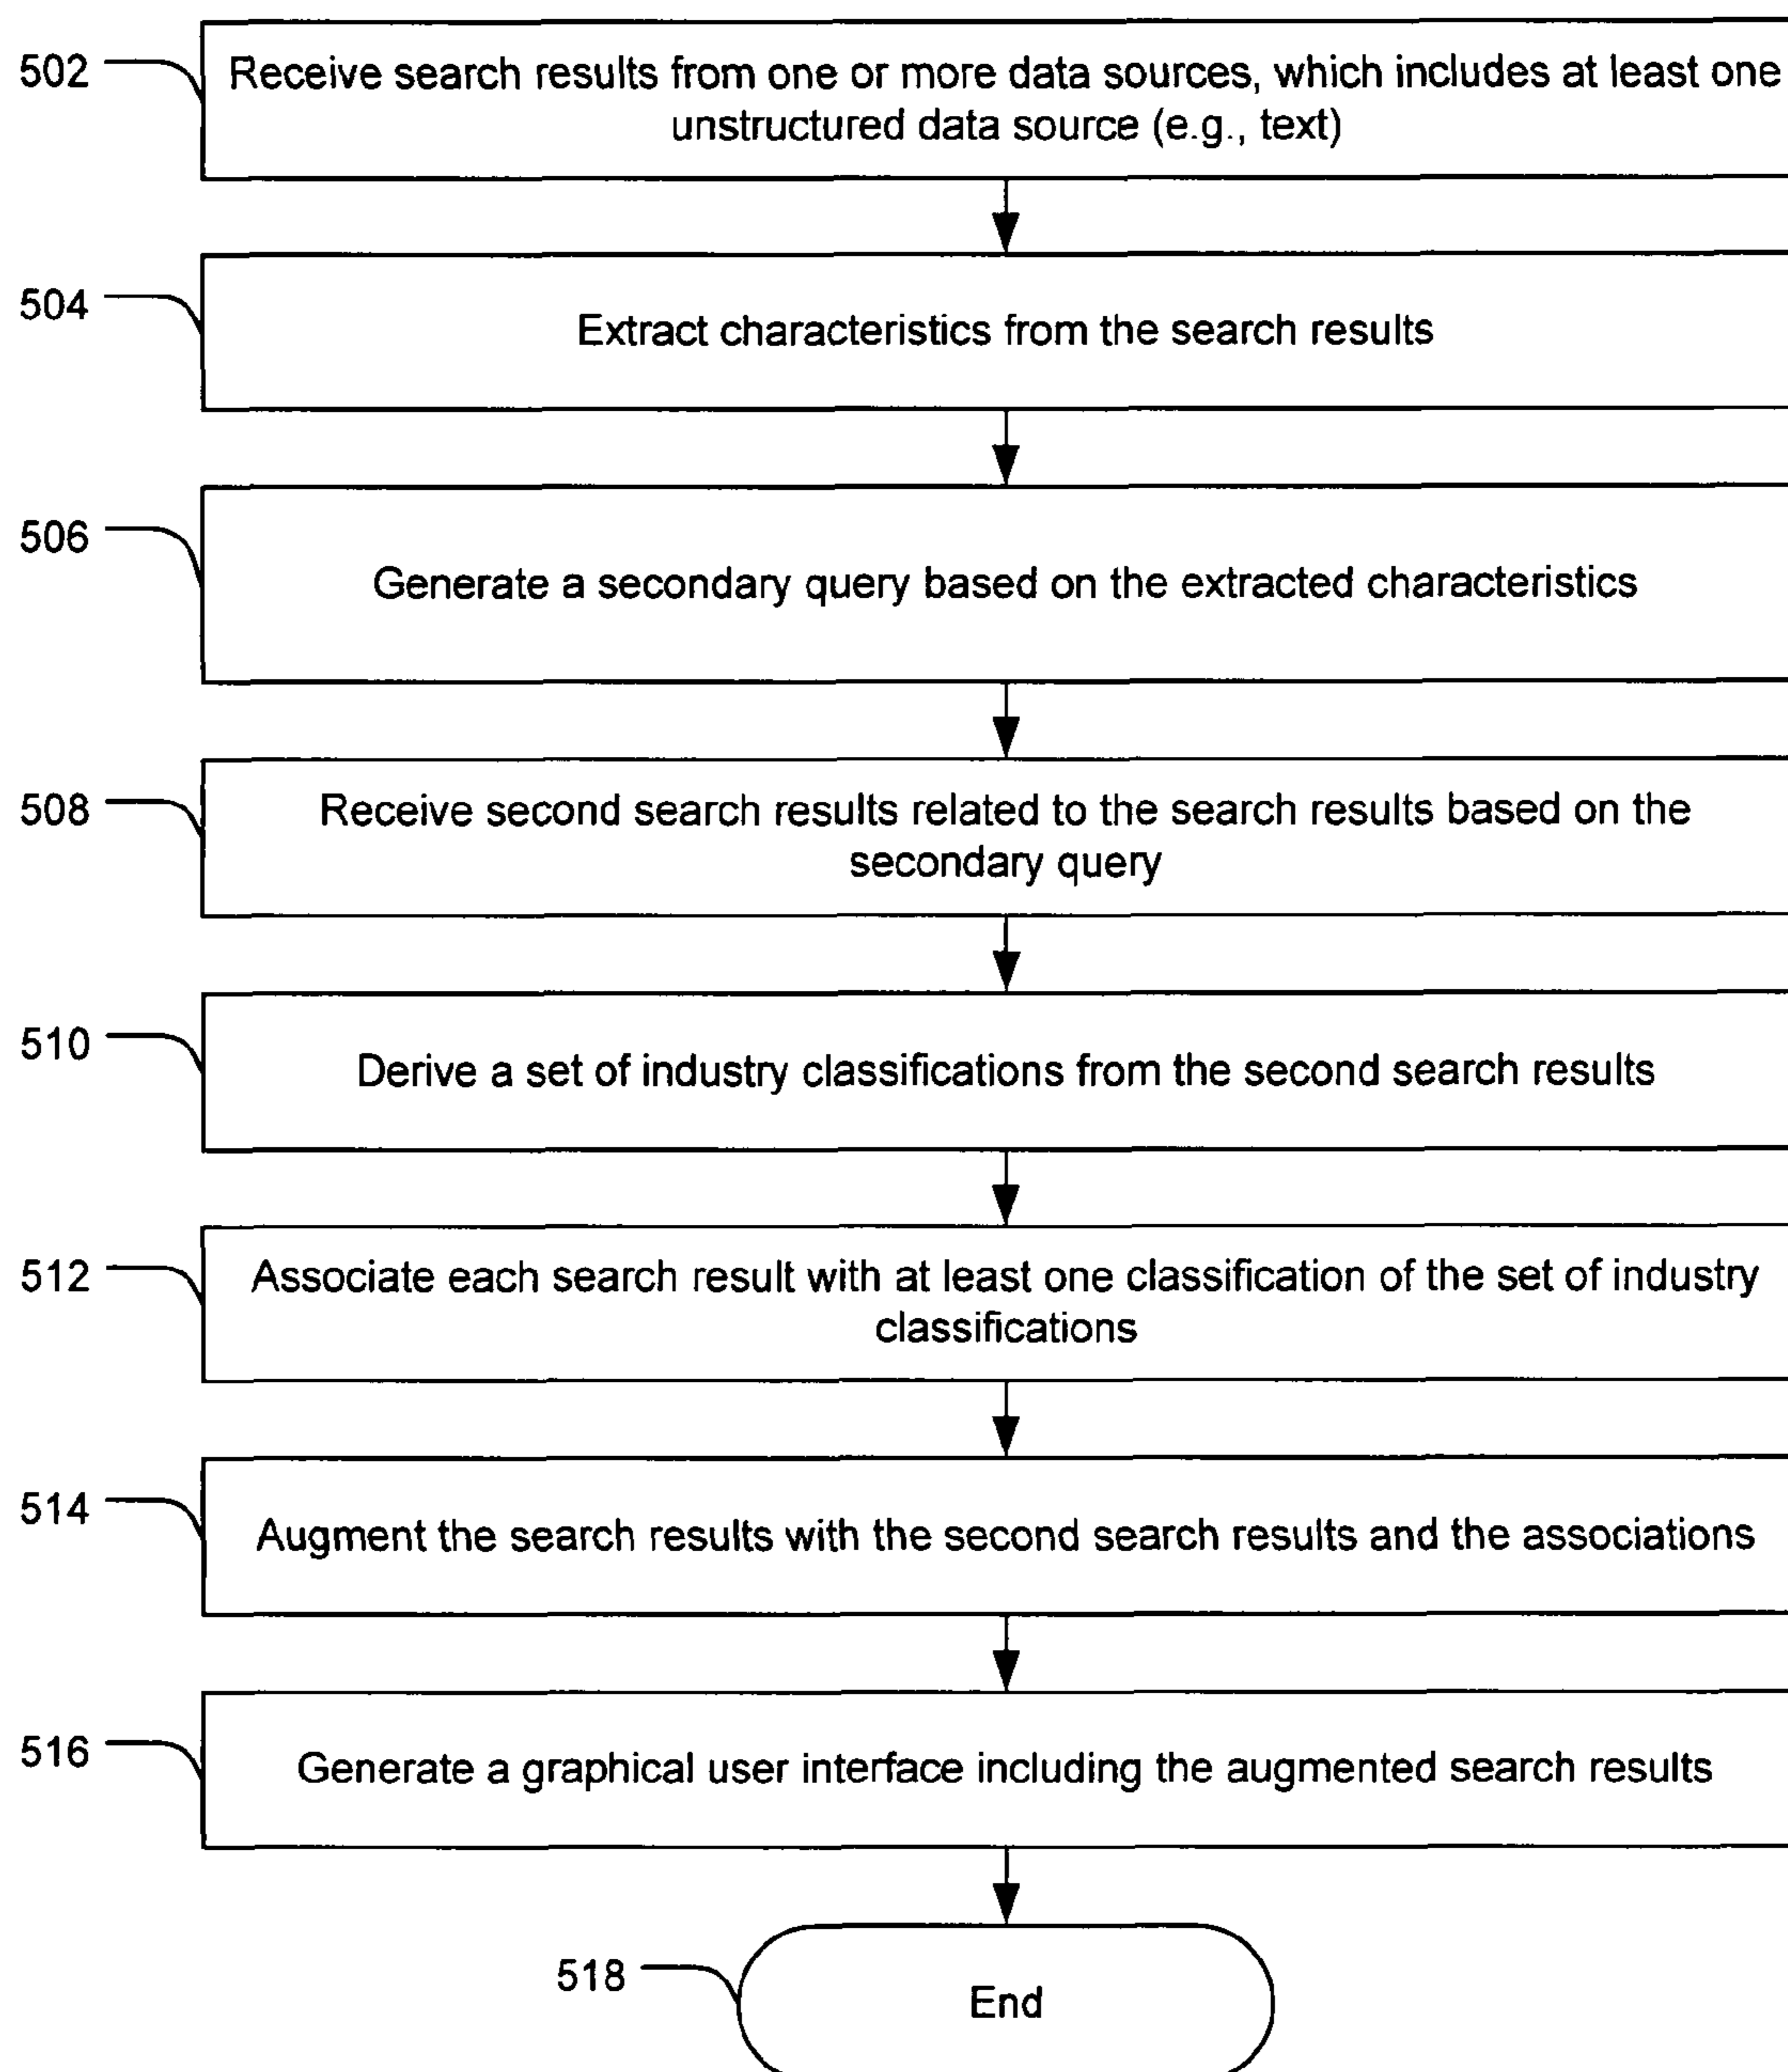 502
Receive search results from one or more data sources, which includes at least one
unstructured data source (e.g., text)
504
Extract characteristics from the search results
506
Generate a secondary query based on the extracted characteristics
508
Receive second search results related to the search results based on the
secondary query
510
Derive a set of industry classifications from the second search results
512
Associate each search result with at least one classification of the set of industry
classifications
514
Augment the search results with the second search results and the associations
516
Generate a graphical user interface including the augmented search results
518
End